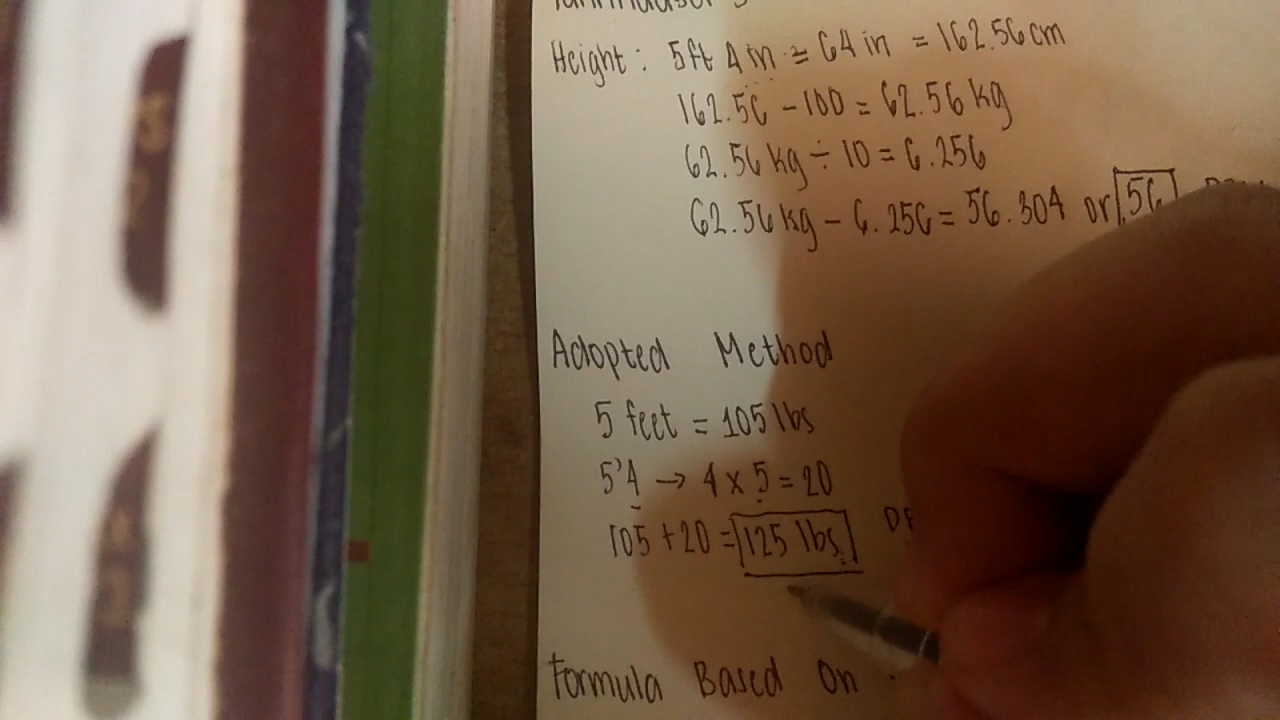 Height : 5ft 4 in = 64 in = 162.56 cm
162.56 - 100 = 62.56 kg
62.56 kg ÷ 10 = 6.256
62.56 kg - 6.256 = 56.304 or 56
Adopted Method
5 feet = 105 lbs
5'4 → 4 x 5 = 20
105 + 20 = 125 lbs
Formula Based On